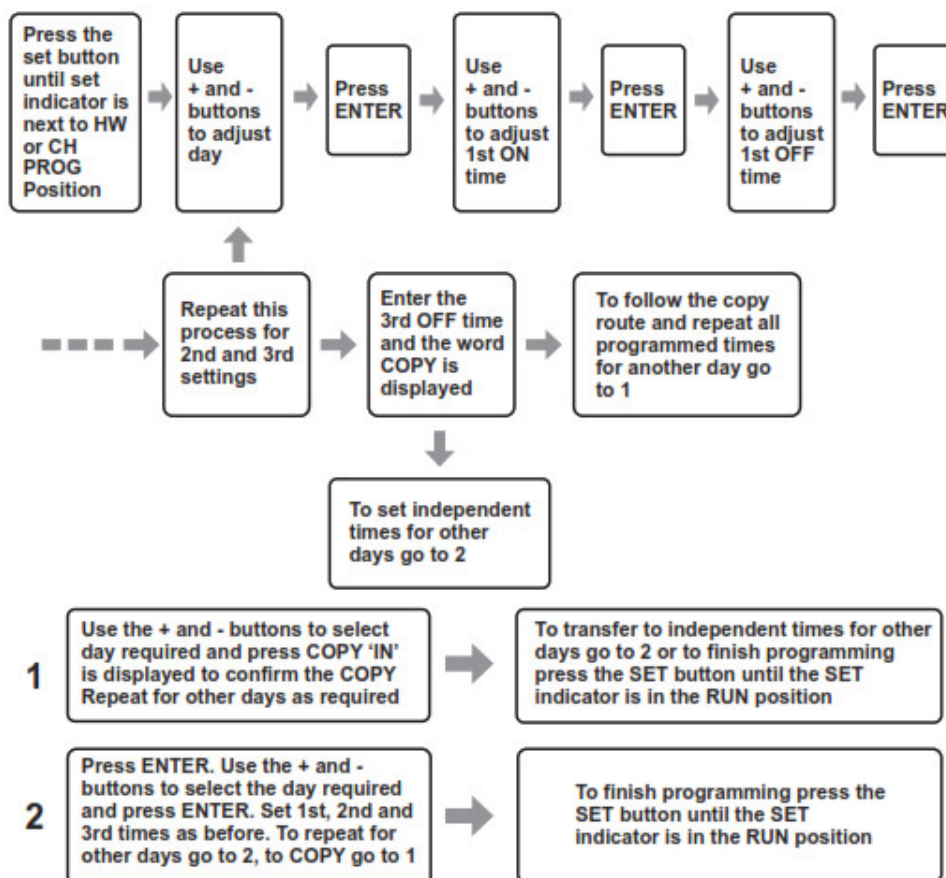 Press the
set button
until set
indicator is
next to HW
or CH
PROG
Position
Use
+ and -
buttons
to adjust
day
Press
ENTER
Use
+ and -
buttons
to adjust
1st ON
time
Press
ENTER
Use
+ and -
buttons
to adjust
1st OFF
time
Press
ENTER
Repeat this
process for
2nd and 3rd
settings
Enter the
3rd OFF time
and the word
COPY is
displayed
To follow the copy
route and repeat all
programmed times
for another day go
to 1
To set independent
times for other
days go to 2
1
Use the + and - buttons to select
day required and press COPY ‘IN’
is displayed to confirm the COPY
Repeat for other days as required
To transfer to independent times for other
days go to 2 or to finish programming
press the SET button until the SET
indicator is in the RUN position
2
Press ENTER. Use the + and -
buttons to select the day required
and press ENTER. Set 1st, 2nd and
3rd times as before. To repeat for
other days go to 2, to COPY go to 1
To finish programming press the
SET button until the SET
indicator is in the RUN position